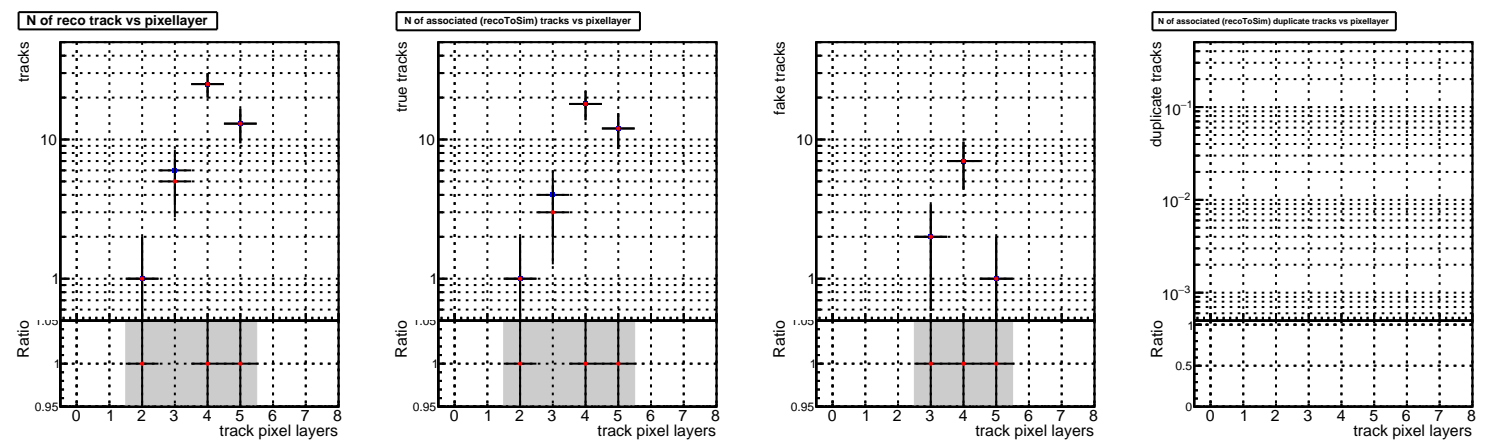 N of reco track vs pixellayer
tracks
10
1
Ratio
1.05
1
0.95
0 1 2 3 4 5 6 7 8
track pixel layers
N of associated (recoToSim) tracks vs pixellayer
true tracks
10
1
Ratio
1.05
1
0.95
0 1 2 3 4 5 6 7 8
track pixel layers
fake tracks
10
1
Ratio
1.05
1
0.95
0 1 2 3 4 5 6 7 8
track pixel layers
N of associated (recoToSim) duplicate tracks vs pixellayer
duplicate tracks
10⁻¹
10⁻²
10⁻³
Ratio
1
0.5
0
0 1 2 3 4 5 6 7 8
track pixel layers